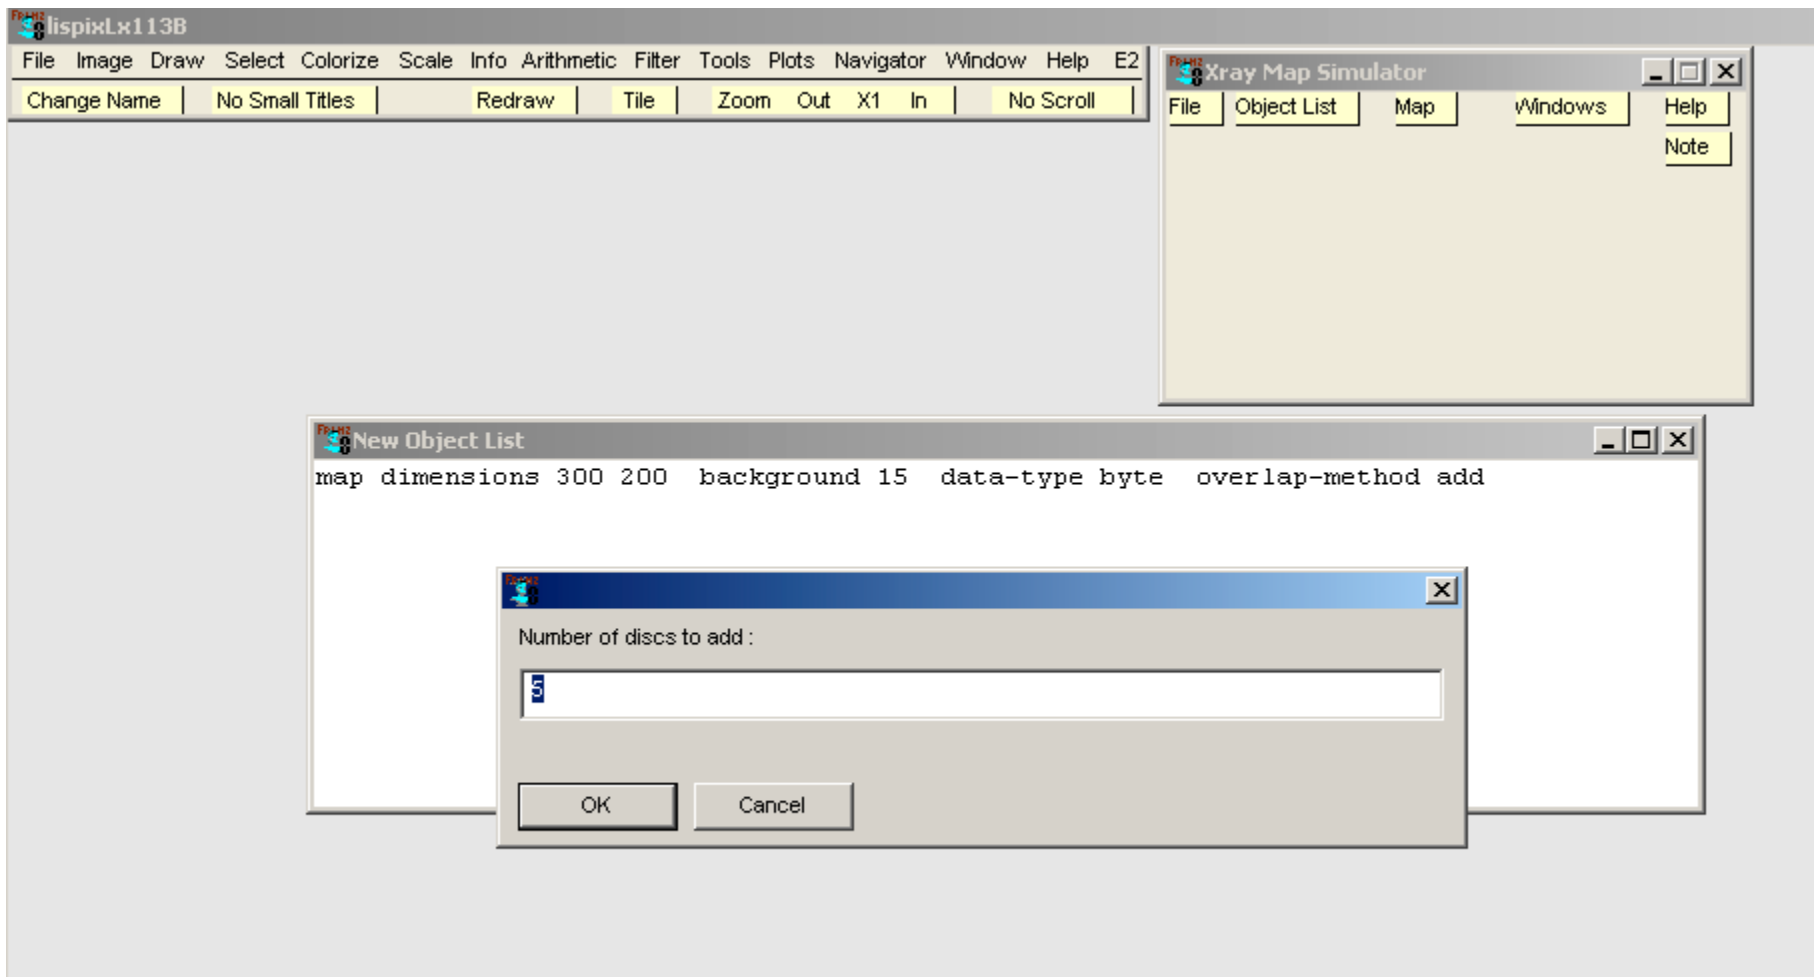 lispixLx113B
File Image Draw Select Colorize Scale Info Arithmetic Filter Tools Plots Navigator Window Help E2
Change Name No Small Titles Redraw Tile Zoom Out X1 In No Scroll
Xray Map Simulator
File Object List Map Windows Help
Note
New Object List
map dimensions 300 200 background 15 data-type byte overlap-method add
Number of discs to add :
5
OK Cancel